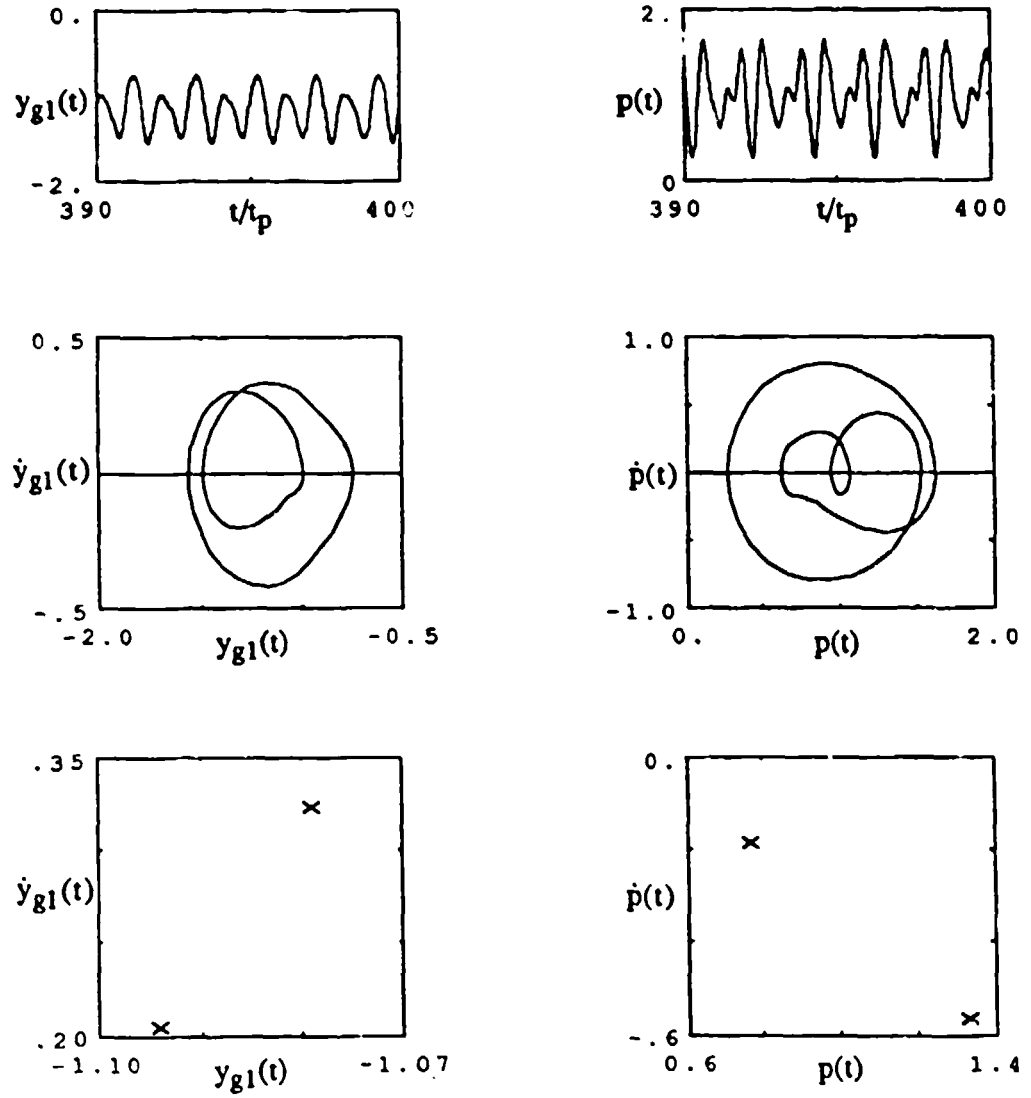 0.
y_g1(t)
-2.
390 t/t_p 400
2.
p(t)
0
390 t/t_p 400
0.5
ẏ_g1(t)
-.5
-2.0 y_g1(t) -0.5
1.0
ṗ(t)
-1.0
0. p(t) 2.0
.35
ẏ_g1(t)
.20
-1.10 y_g1(t) -1.07
0.
ṗ(t)
-.6
0.6 p(t) 1.4